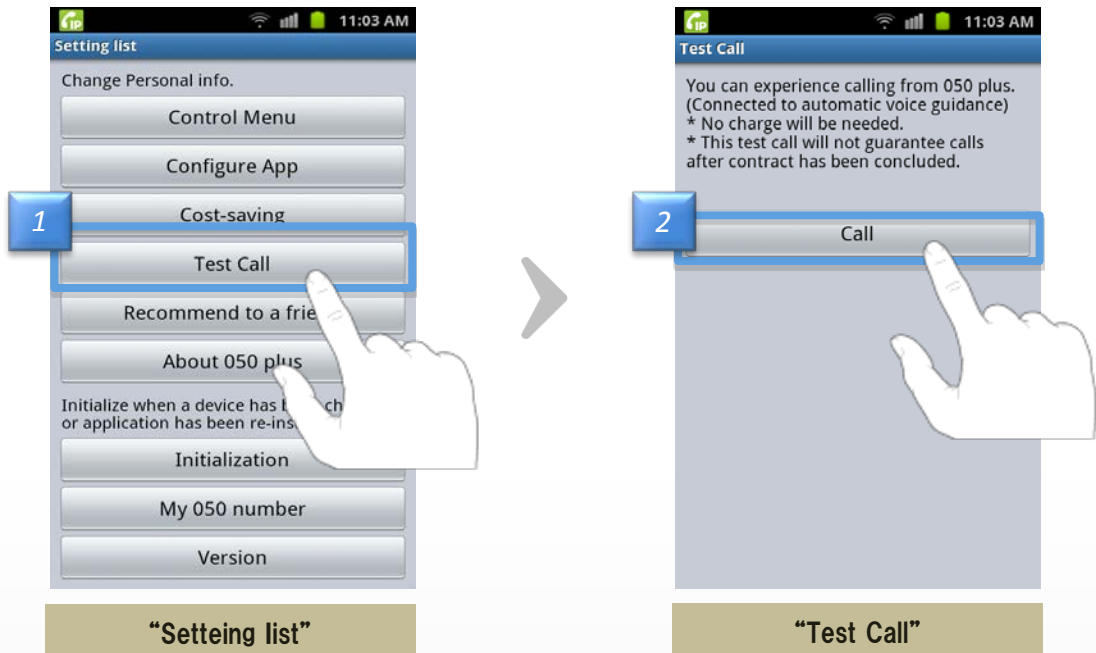 11:03 AM
Setting list
Change Personal info.
Control Menu
Configure App
Cost-saving
1
Test Call
Recommend to a frie
About 050 plus
Initialize when a device has b ch
or application has been re-ins
Initialization
My 050 number
Version
“Setteing list”
IP
11:03 AM
Test Call
You can experience calling from 050 plus.
(Connected to automatic voice guidance)
* No charge will be needed.
* This test call will not guarantee calls
after contract has been concluded.
2
Call
“Test Call”